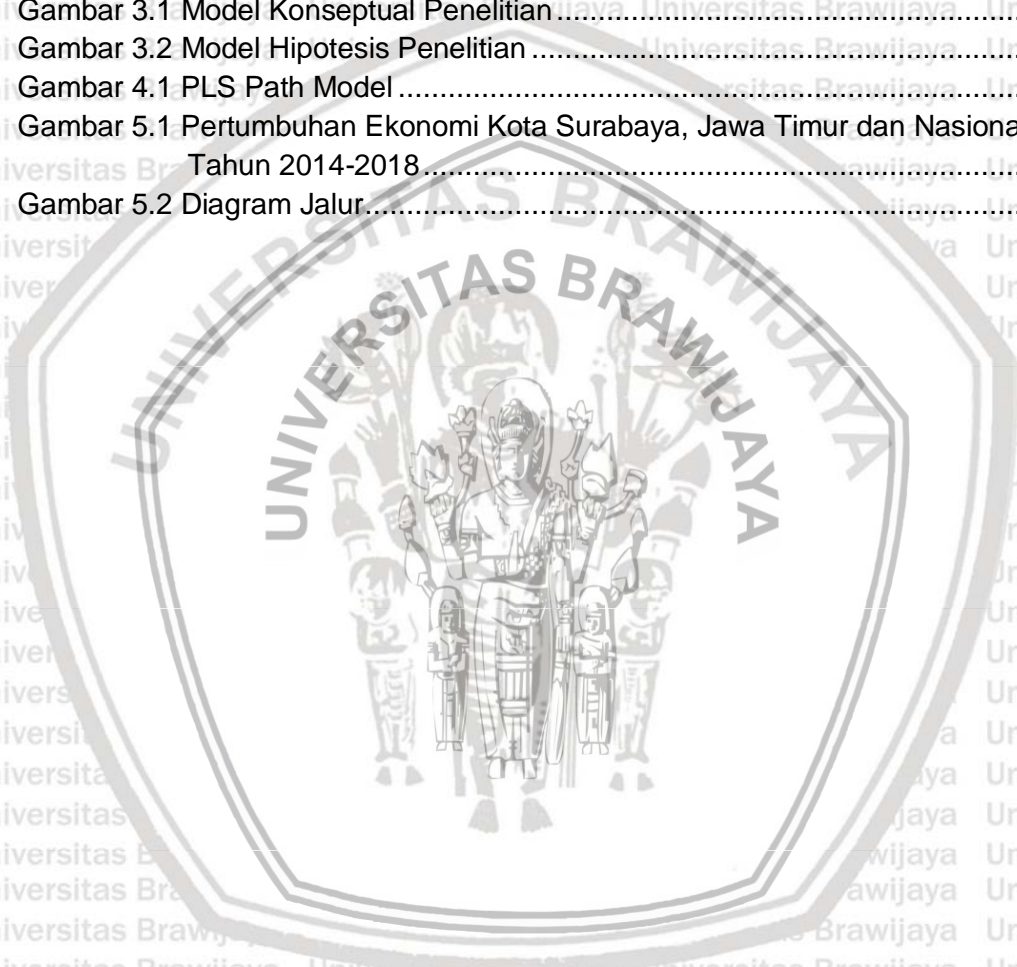 Gambar 3.1 Model Konseptual Penelitian..........................................................
Gambar 3.2 Model Hipotesis Penelitian ..........................................................
Gambar 4.1 PLS Path Model ..........................................................................
Gambar 5.1 Pertumbuhan Ekonomi Kota Surabaya, Jawa Timur dan Nasiona
Tahun 2014-2018..........................................................................
Gambar 5.2 Diagram Jalur..............................................................................
UNIVERSITAS BRAWIJAYA
UNIVERSITAS BRAWIJAYA